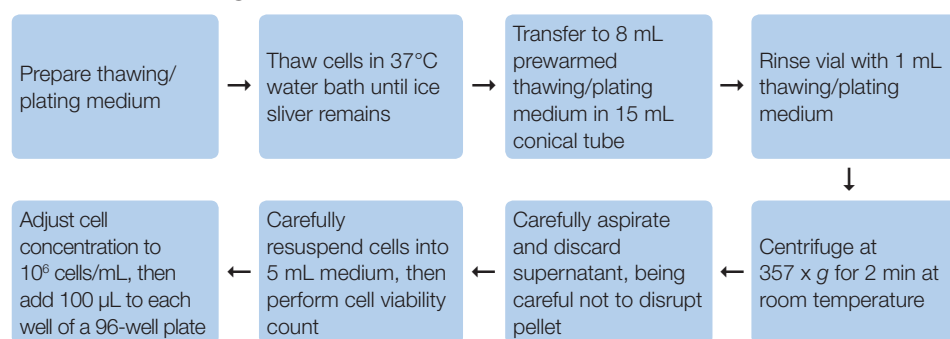 Prepare thawing/
plating medium
→
Thaw cells in 37°C
water bath until ice
sliver remains
→
Transfer to 8 mL
prewarmed
thawing/plating
medium in 15 mL
conical tube
→
Rinse vial with 1 mL
thawing/plating
medium
↓
Centrifuge at
357 x g for 2 min at
room temperature
←
Carefully aspirate
and discard
supernatant, being
careful not to disrupt
pellet
←
Carefully
resuspend cells into
5 mL medium, then
perform cell viability
count
←
Adjust cell
concentration to
10⁶ cells/mL, then
add 100 µL to each
well of a 96-well plate